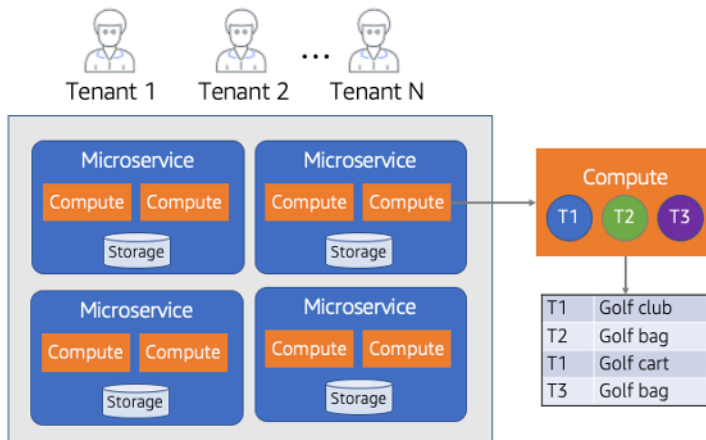 Tenant 1 Tenant 2 ... Tenant N
Microservice
Compute Compute
Storage
Microservice
Compute Compute
Storage
Compute
T1 T2 T3
Microservice
Compute Compute
Storage
Microservice
Compute Compute
Storage
T1 Golf club
T2 Golf bag
T1 Golf cart
T3 Golf bag